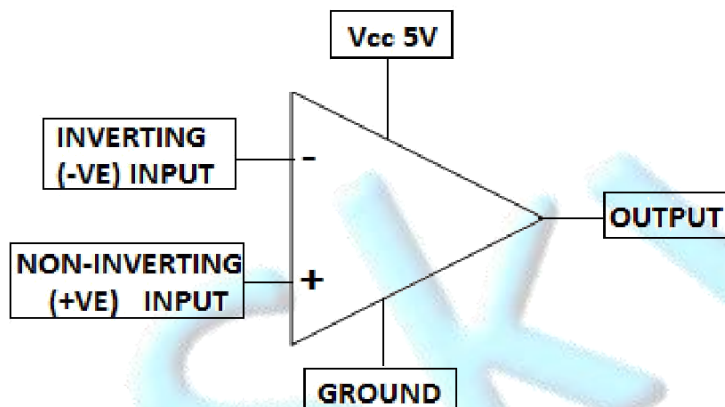 Vcc 5V
INVERTING
(-VE) INPUT
-
OUTPUT
NON-INVERTING
(+VE) INPUT
+
GROUND